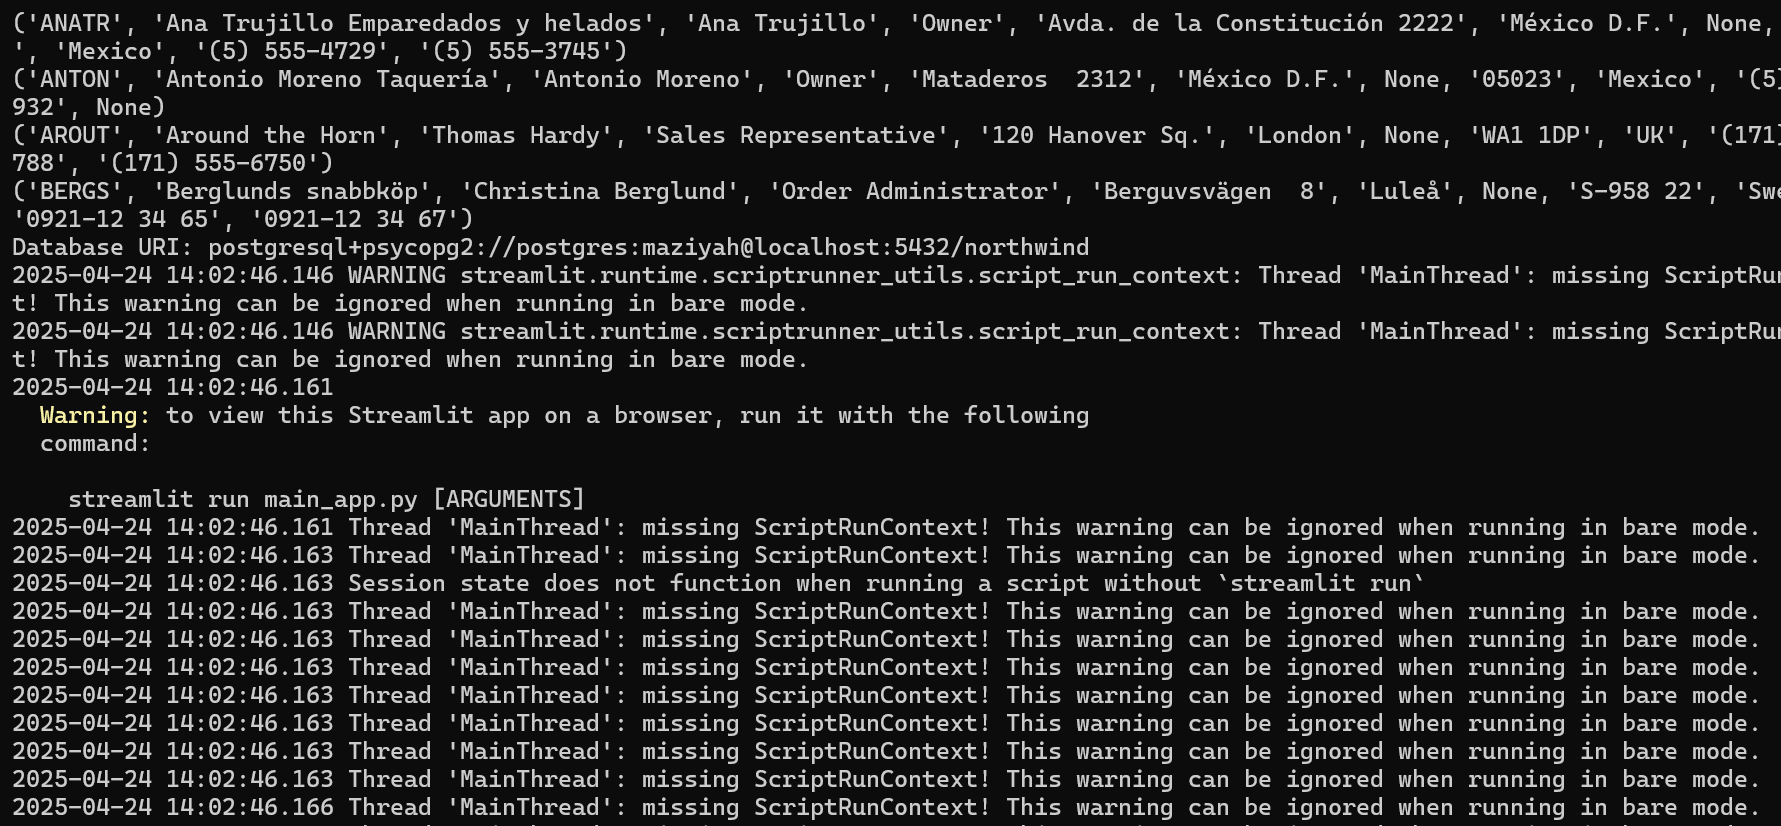 ('ANATR', 'Ana Trujillo Emparedados y helados', 'Ana Trujillo', 'Owner', 'Avda. de la Constitución 2222', 'México D.F.', None,
', 'Mexico', '(5) 555-4729', '(5) 555-3745')
('ANTON', 'Antonio Moreno Taquería', 'Antonio Moreno', 'Owner', 'Mataderos  2312', 'México D.F.', None, '05023', 'Mexico', '(5)
932', None)
('AROUT', 'Around the Horn', 'Thomas Hardy', 'Sales Representative', '120 Hanover Sq.', 'London', None, 'WA1 1DP', 'UK', '(171)
788', '(171) 555-6750')
('BERGS', 'Berglunds snabbköp', 'Christina Berglund', 'Order Administrator', 'Berguvsvägen  8', 'Luleå', None, 'S-958 22', 'Swe
'0921-12 34 65', '0921-12 34 67')
Database URI: postgresql+psycopg2://postgres:maziyah@localhost:5432/northwind
2025-04-24 14:02:46.146 WARNING streamlit.runtime.scriptrunner_utils.script_run_context: Thread 'MainThread': missing ScriptRun
t! This warning can be ignored when running in bare mode.
2025-04-24 14:02:46.146 WARNING streamlit.runtime.scriptrunner_utils.script_run_context: Thread 'MainThread': missing ScriptRun
t! This warning can be ignored when running in bare mode.
2025-04-24 14:02:46.161
  Warning: to view this Streamlit app on a browser, run it with the following
  command:

    streamlit run main_app.py [ARGUMENTS]
2025-04-24 14:02:46.161 Thread 'MainThread': missing ScriptRunContext! This warning can be ignored when running in bare mode.
2025-04-24 14:02:46.163 Thread 'MainThread': missing ScriptRunContext! This warning can be ignored when running in bare mode.
2025-04-24 14:02:46.163 Session state does not function when running a script without `streamlit run`
2025-04-24 14:02:46.163 Thread 'MainThread': missing ScriptRunContext! This warning can be ignored when running in bare mode.
2025-04-24 14:02:46.163 Thread 'MainThread': missing ScriptRunContext! This warning can be ignored when running in bare mode.
2025-04-24 14:02:46.163 Thread 'MainThread': missing ScriptRunContext! This warning can be ignored when running in bare mode.
2025-04-24 14:02:46.163 Thread 'MainThread': missing ScriptRunContext! This warning can be ignored when running in bare mode.
2025-04-24 14:02:46.163 Thread 'MainThread': missing ScriptRunContext! This warning can be ignored when running in bare mode.
2025-04-24 14:02:46.163 Thread 'MainThread': missing ScriptRunContext! This warning can be ignored when running in bare mode.
2025-04-24 14:02:46.163 Thread 'MainThread': missing ScriptRunContext! This warning can be ignored when running in bare mode.
2025-04-24 14:02:46.166 Thread 'MainThread': missing ScriptRunContext! This warning can be ignored when running in bare mode.